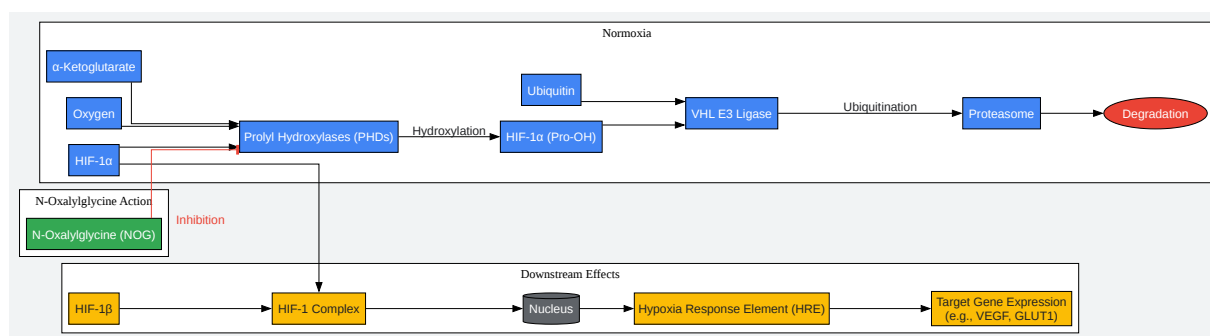 Normoxia
α-Ketoglutarate
Oxygen
HIF-1α
Prolyl Hydroxylases (PHDs)
Hydroxylation
HIF-1α (Pro-OH)
Ubiquitin
VHL E3 Ligase
Ubiquitination
Proteasome
Degradation
N-Oxalylglycine Action
N-Oxalylglycine (NOG)
Inhibition
Downstream Effects
HIF-1β
HIF-1 Complex
Nucleus
Hypoxia Response Element (HRE)
Target Gene Expression
(e.g., VEGF, GLUT1)